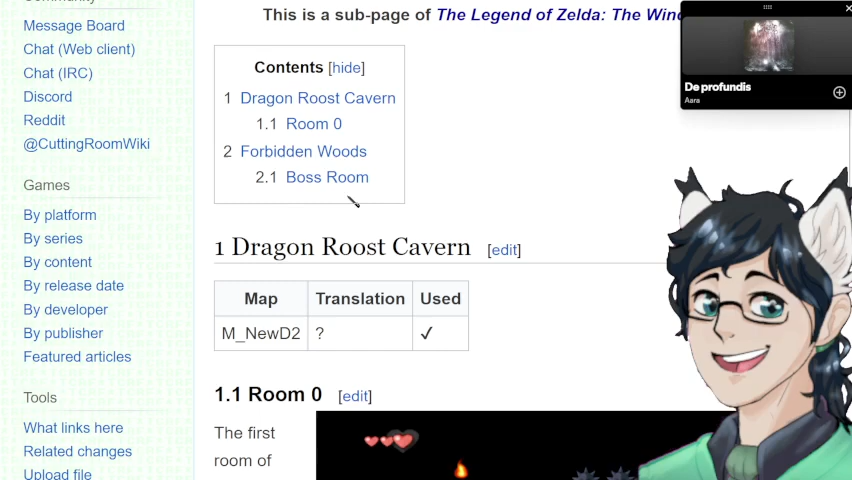 Message Board
Chat (Web client)
Chat (IRC)
Discord
Reddit
@CuttingRoomWiki
Games
By platform
By series
By content
By release date
By developer
By publisher
Featured articles
Tools
What links here
Related changes
Upload file
This is a sub-page of The Legend of Zelda: The
Contents [hide]
1 Dragon Roost Cavern
1.1 Room 0
2 Forbidden Woods
2.1 Boss Room
1 Dragon Roost Cavern [edit]
Map Translation Used
M_NewD2 ? ✓
1.1 Room 0 [edit]
The first
room of
De profundis
Aara